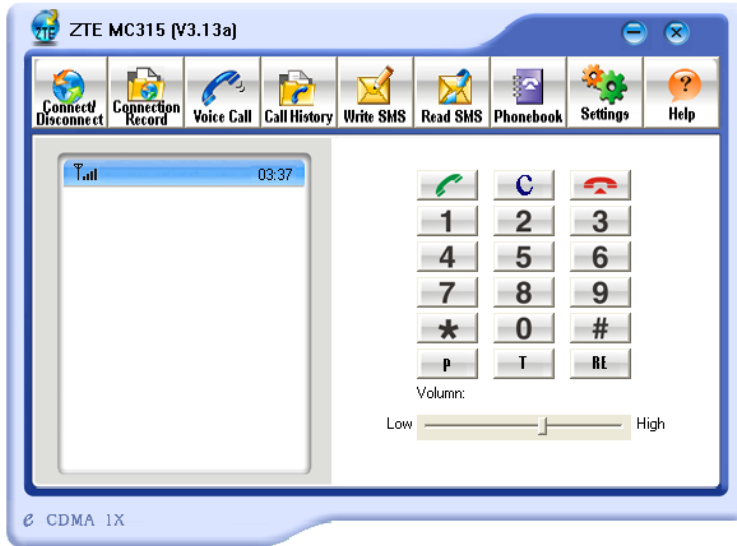 ZTE
ZTE MC315 (V3.13a)
Connect/
Disconnect
Connection
Record
Voice Call
Call History
Write SMS
Read SMS
Phonebook
Settings
?
Help
03:37
C
1 2 3
4 5 6
7 8 9
* 0 #
P T RE
Volumn:
Low High
e CDMA 1X